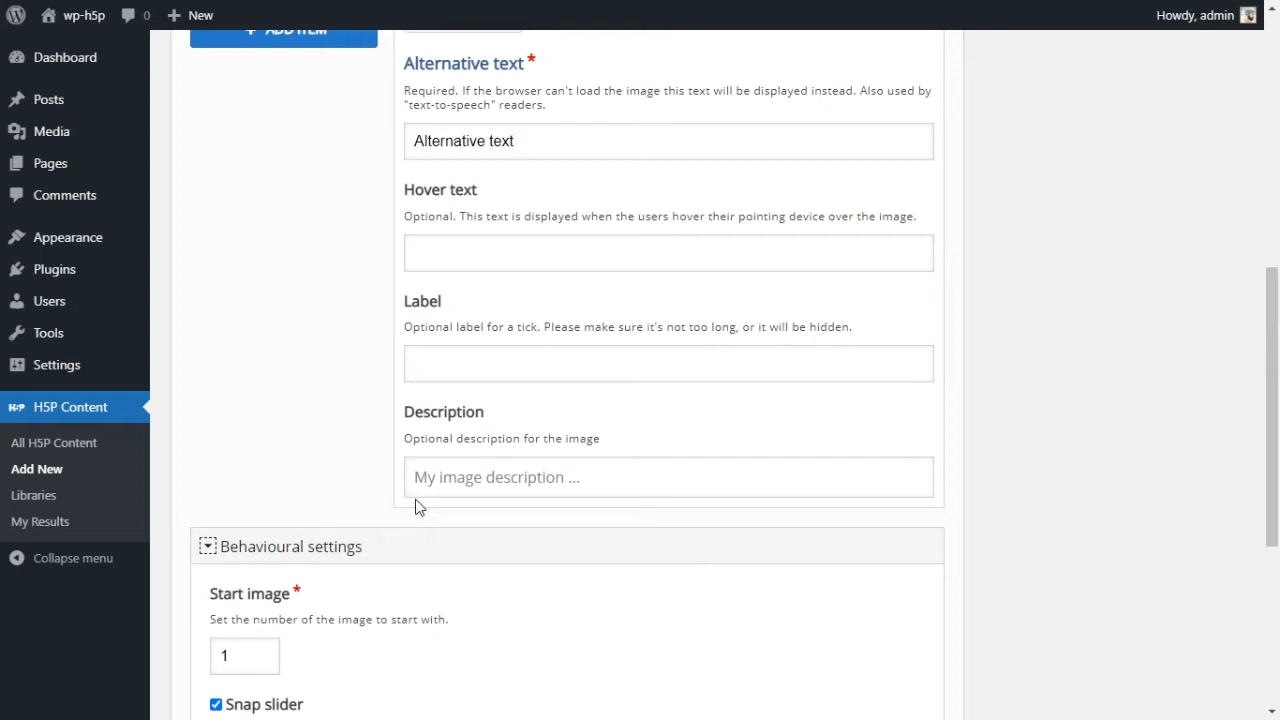 wp-h5p 0 New Howdy, admin
ADD ITEM
Dashboard
Posts
Media
Pages
Comments
Appearance
Plugins
Users
Tools
Settings
H5P H5P Content
All H5P Content
Add New
Libraries
My Results
Collapse menu
Alternative text *
Required. If the browser can't load the image this text will be displayed instead. Also used by
"text-to-speech" readers.
Alternative text
Hover text
Optional. This text is displayed when the users hover their pointing device over the image.
Label
Optional label for a tick. Please make sure it's not too long, or it will be hidden.
Description
Optional description for the image
My image description ...
Behavioural settings
Start image *
Set the number of the image to start with.
1
Snap slider